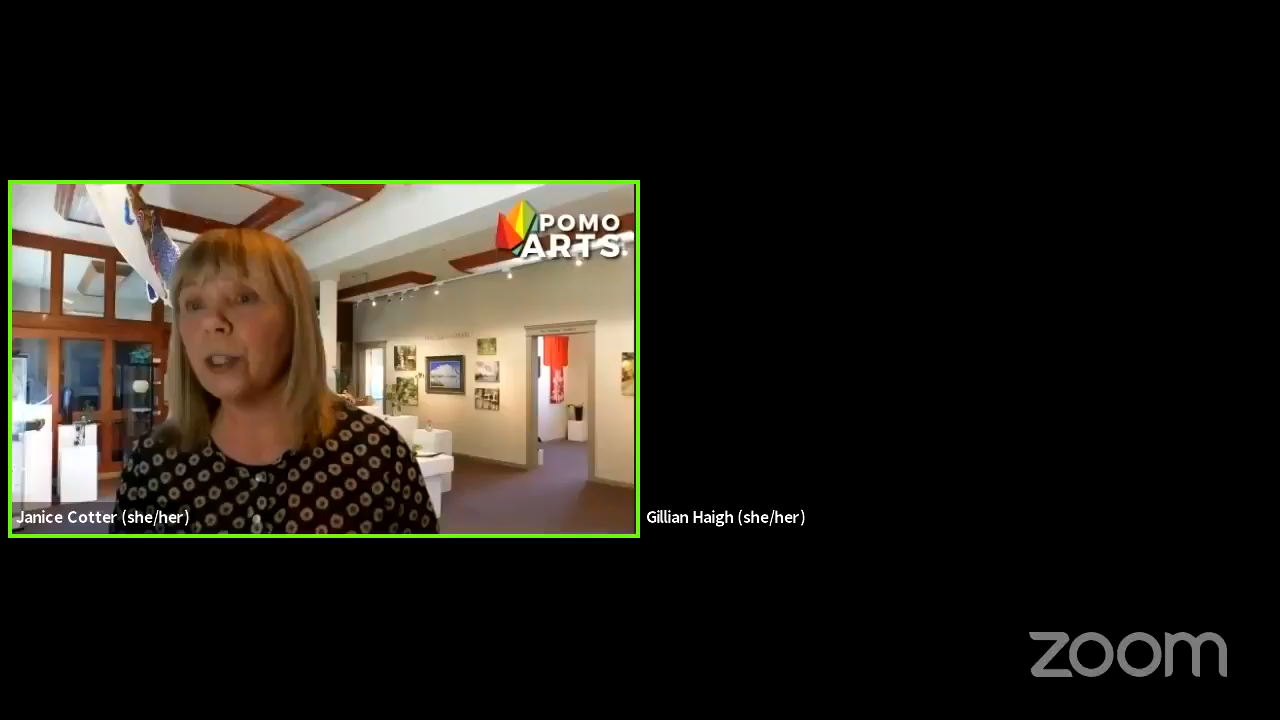 POMO
ARTS
Janice Cotter (she/her)
Gillian Haigh (she/her)
zoom